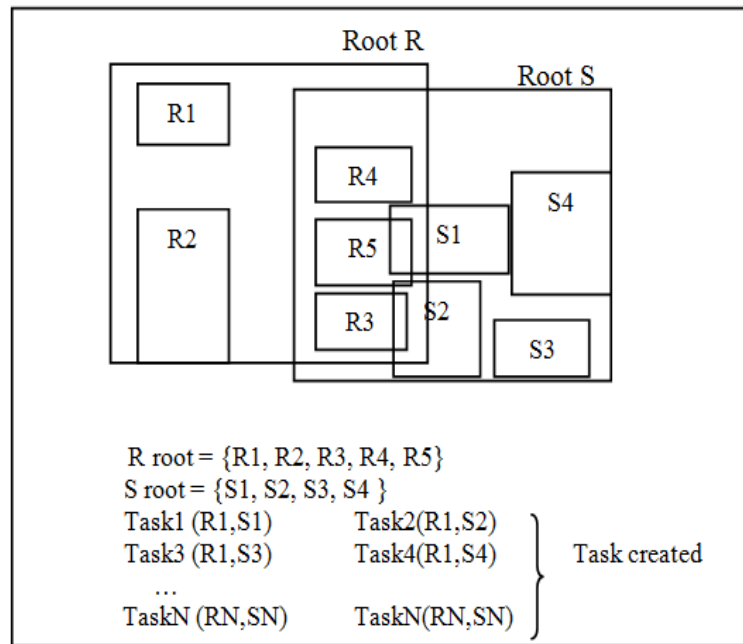 Root R
Root S
R1
R4
S4
R2
R5
S1
S2
R3
S3
R root = {R1, R2, R3, R4, R5}
S root = {S1, S2, S3, S4 }
Task1 (R1,S1) Task2(R1,S2)
Task3 (R1,S3) Task4(R1,S4) Task created
...
TaskN (RN,SN) TaskN(RN,SN)